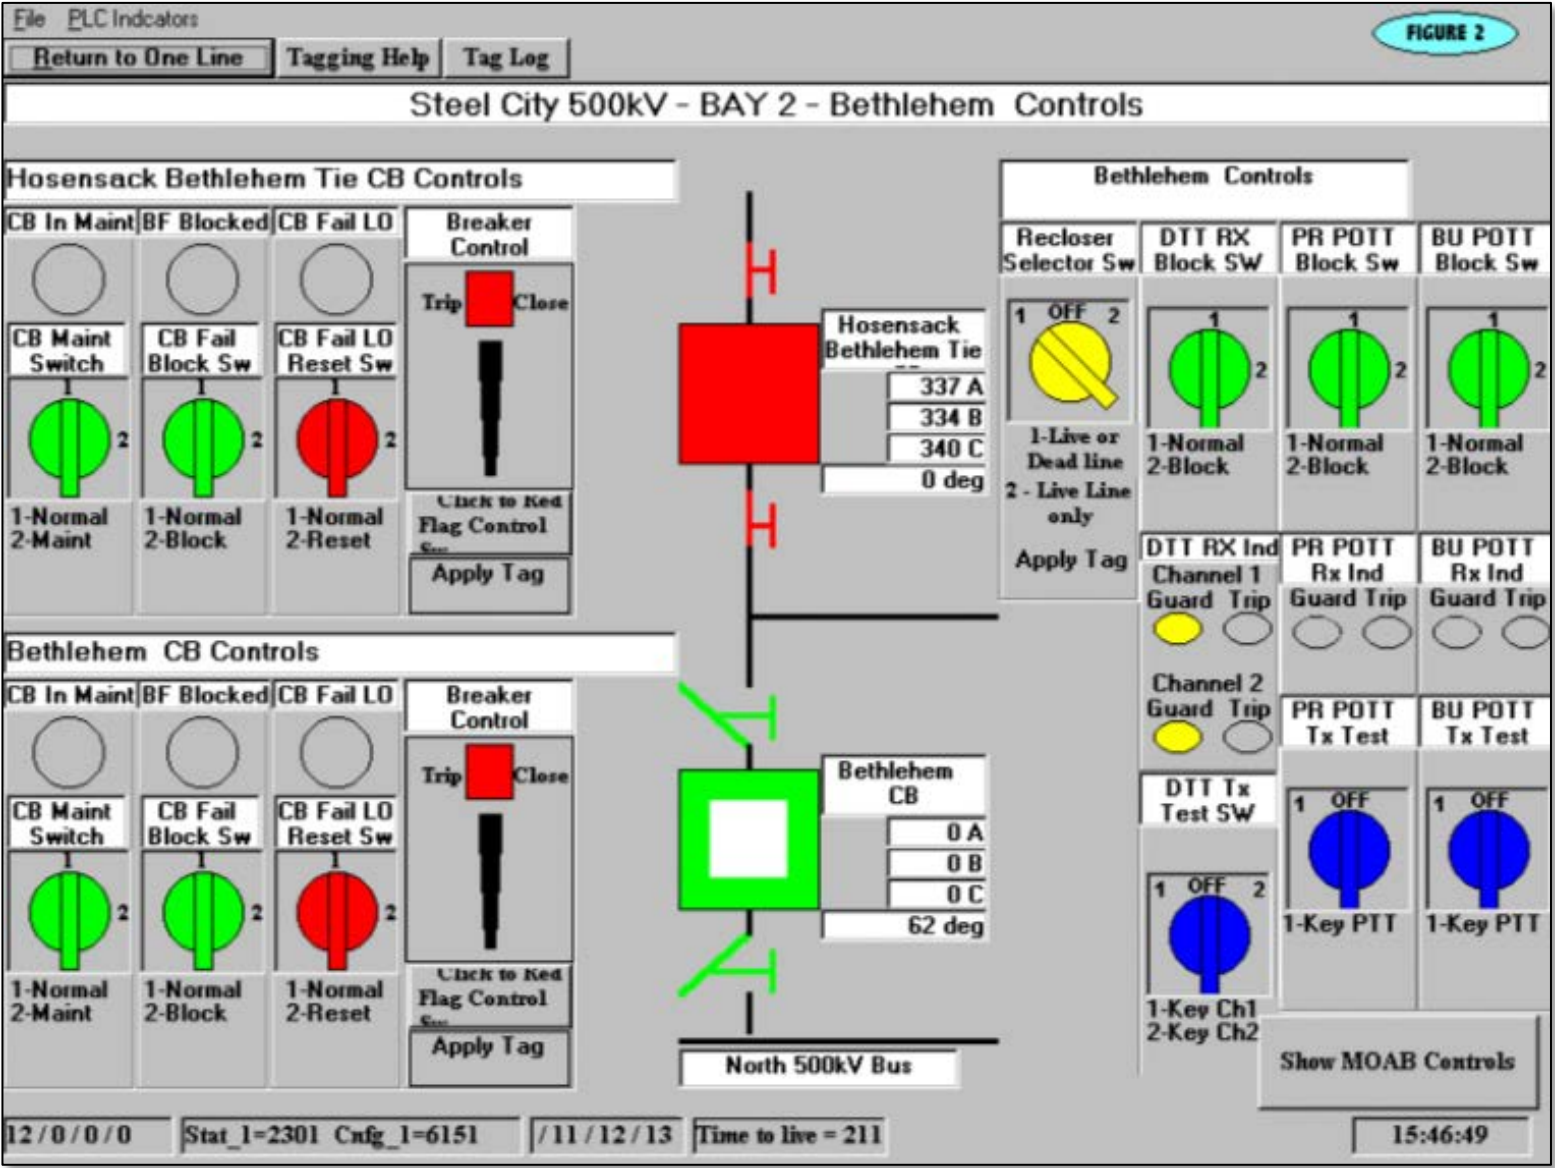 File PLC Indcators
FIGURE 2
Return to One Line Tagging Help Tag Log
Steel City 500kV - BAY 2 - Bethlehem Controls
Hosensack Bethlehem Tie CB Controls
CB In Maint BF Blocked CB Fail LO
Breaker
Control
Trip Close
CB Maint
Switch
CB Fail
Block Sw
CB Fail LO
Reset Sw
1
2
1
2
1
2
1-Normal
2-Maint
1-Normal
2-Block
1-Normal
2-Reset
Click to Red
Flag Control
Sw
Apply Tag
Hosensack
Bethlehem Tie
337 A
334 B
340 C
0 deg
Bethlehem CB Controls
CB In Maint BF Blocked CB Fail LO
Breaker
Control
Trip Close
CB Maint
Switch
CB Fail
Block Sw
CB Fail LO
Reset Sw
1
2
1
2
1
2
1-Normal
2-Maint
1-Normal
2-Block
1-Normal
2-Reset
Click to Red
Flag Control
Sw
Apply Tag
Bethlehem
CB
0 A
0 B
0 C
62 deg
North 500kV Bus
Bethlehem Controls
Recloser
Selector Sw
1 OFF 2
1-Live or
Dead line
2 - Live Line
only
Apply Tag
DTT RX
Block SW
1
2
1-Normal
2-Block
PR POTT
Block Sw
1
2
1-Normal
2-Block
BU POTT
Block Sw
1
2
1-Normal
2-Block
DTT RX Ind
Channel 1
Guard Trip
Channel 2
Guard Trip
PR POTT
Rx Ind
Guard Trip
BU POTT
Rx Ind
Guard Trip
DTT Tx
Test SW
1 OFF 2
1-Key Ch1
2-Key Ch2
PR POTT
Tx Test
1 OFF
1-Key PTT
BU POTT
Tx Test
1 OFF
1-Key PTT
Show MOAB Controls
12/0/0/0 Stat_1=2301 Cnfg_1=6151 /11/12/13 Time to live = 211 15:46:49